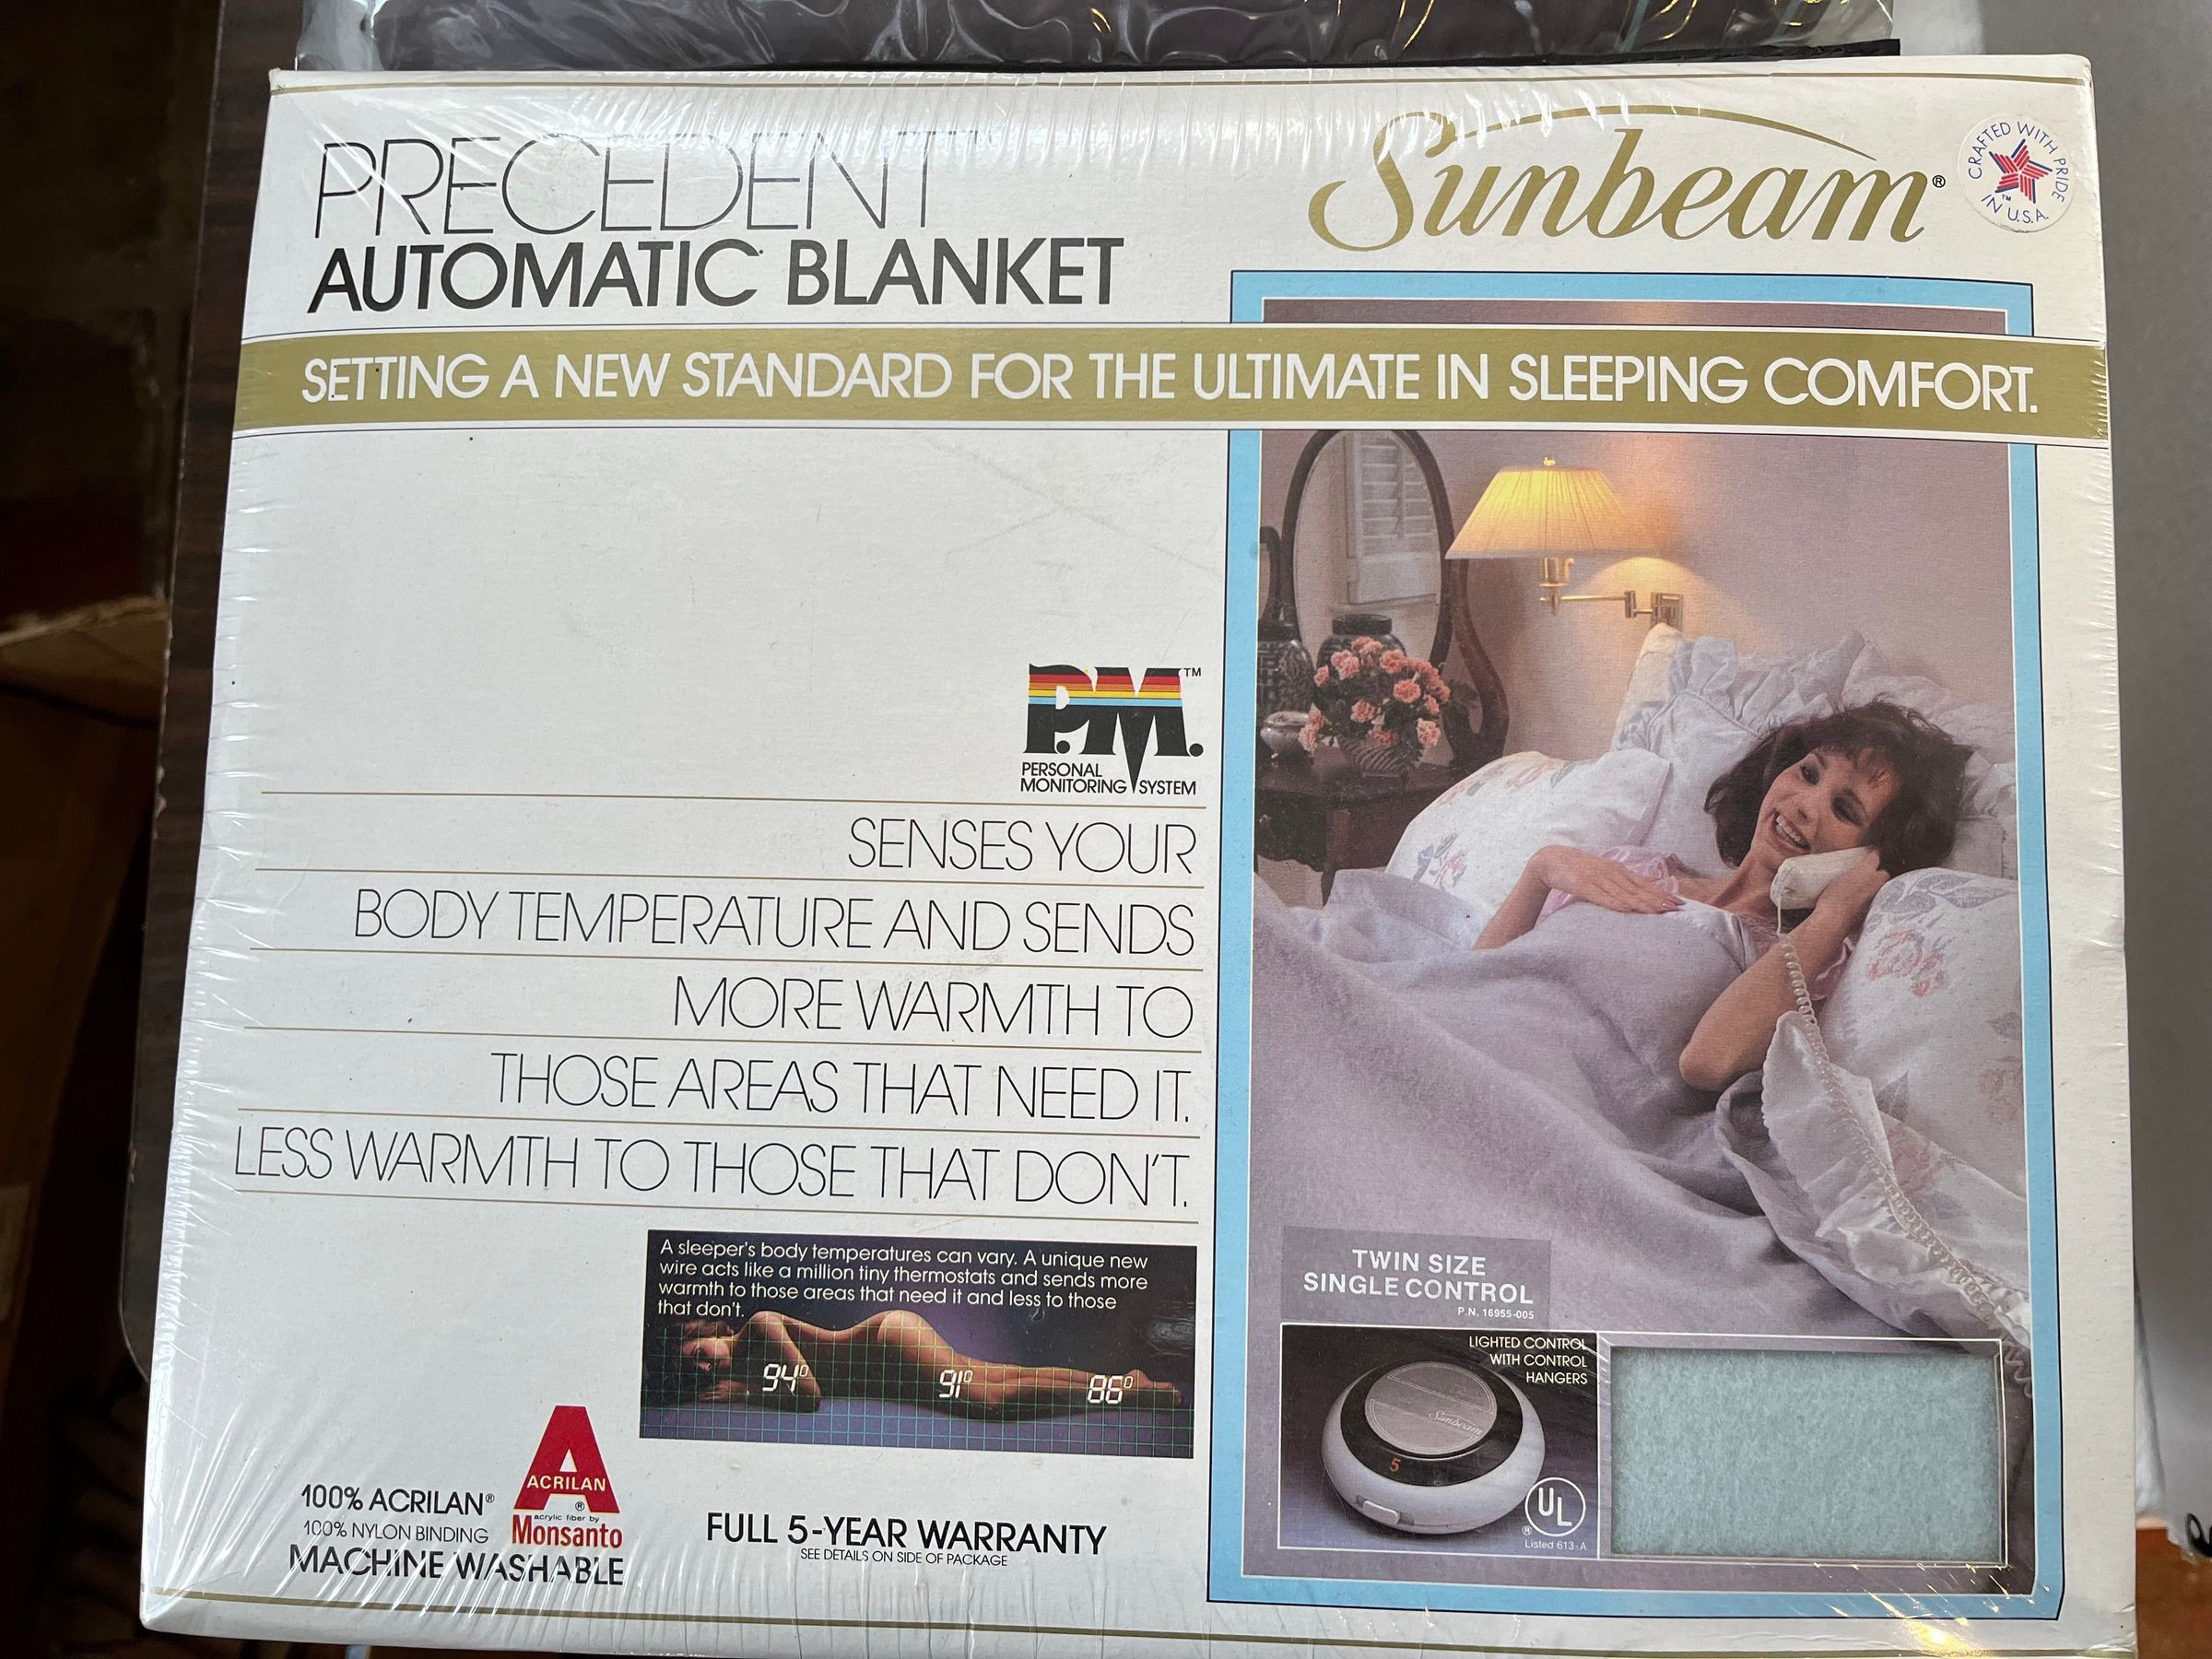 PRECEDENT™
AUTOMATIC BLANKET
Sunbeam®
CRAFTED WITH PRIDE
IN U.S.A.
™
SETTING A NEW STANDARD FOR THE ULTIMATE IN SLEEPING COMFORT.
P.M.™
PERSONAL
MONITORING SYSTEM
SENSES YOUR
BODY TEMPERATURE AND SENDS
MORE WARMTH TO
THOSE AREAS THAT NEED IT.
LESS WARMTH TO THOSE THAT DON'T.
A sleeper's body temperatures can vary. A unique new
wire acts like a million tiny thermostats and sends more
warmth to those areas that need it and less to those
that don't.
94°
91°
86°
100% ACRILAN®
100% NYLON BINDING
MACHINE WASHABLE
ACRILAN
®
acrylic fiber by
Monsanto
FULL 5-YEAR WARRANTY
SEE DETAILS ON SIDE OF PACKAGE
TWIN SIZE
SINGLE CONTROL
P.N. 16955-005
LIGHTED CONTROL
WITH CONTROL
HANGERS
Sunbeam
5
UL
®
Listed 613-A